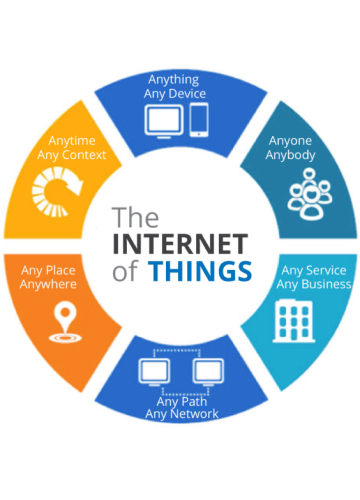 Anything
Any Device
Anyone
Anybody
Any Service
Any Business
Any Path
Any Network
Any Place
Anywhere
Anytime
Any Context
The
INTERNET
of THINGS